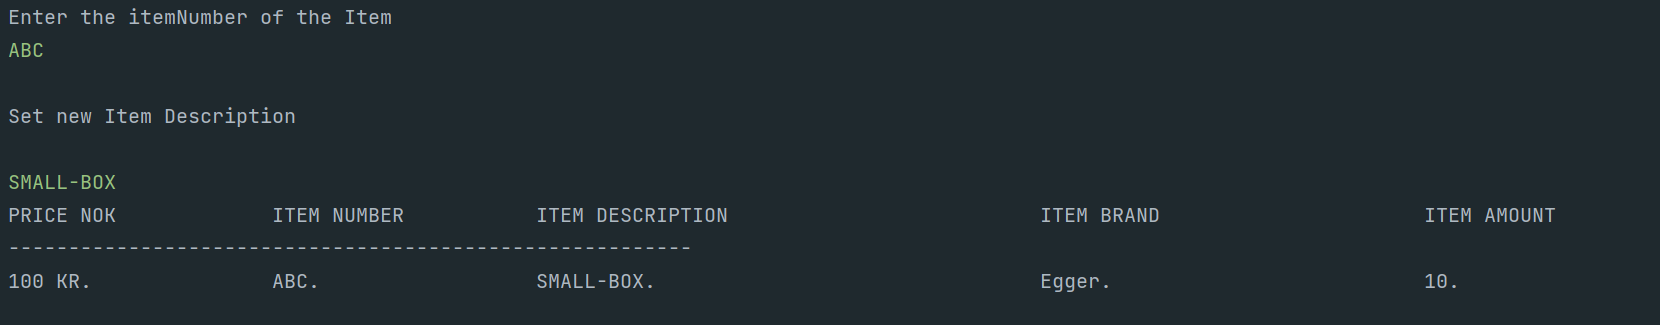 Enter the itemNumber of the Item
ABC
Set new Item Description
SMALL-BOX
PRICE NOK ITEM NUMBER ITEM DESCRIPTION ITEM BRAND ITEM AMOUNT
---------------------------------------------------------
100 KR. ABC. SMALL-BOX. Egger. 10.